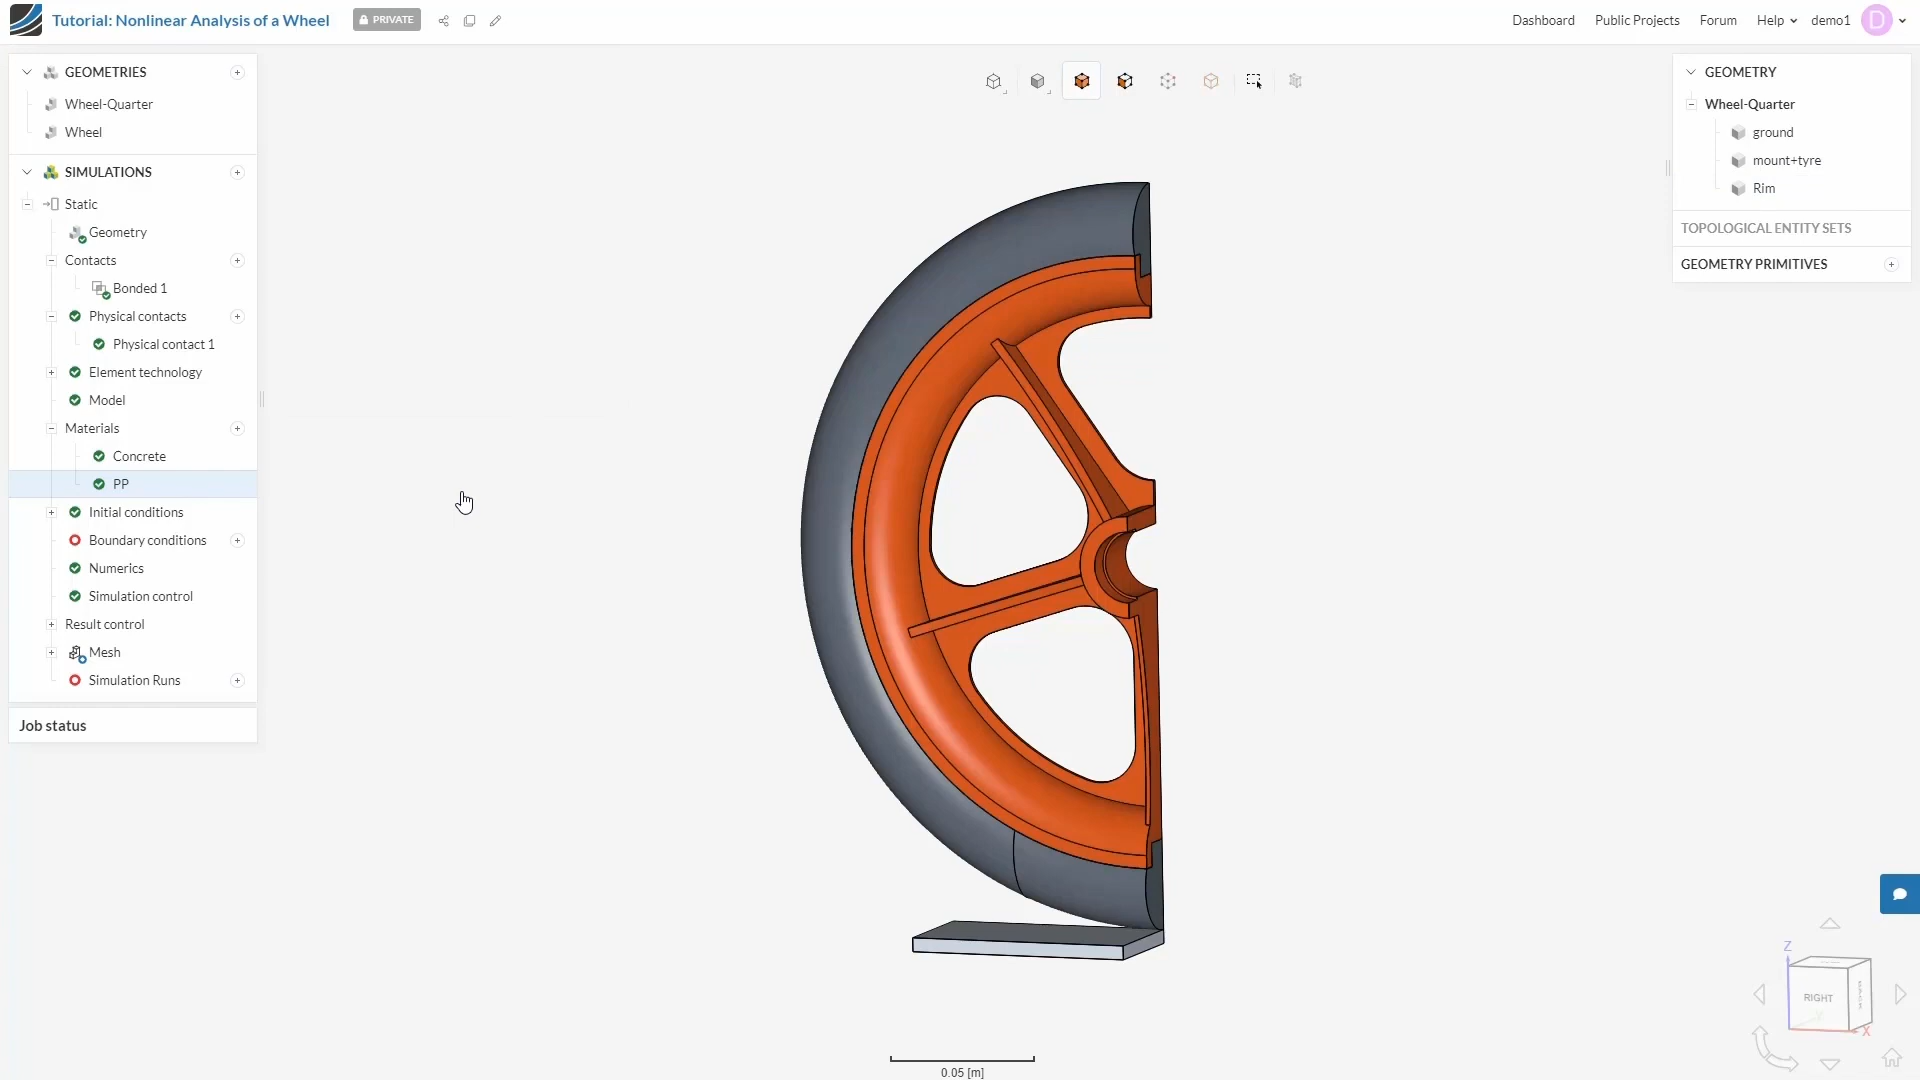 Tutorial: Nonlinear Analysis of a Wheel
PRIVATE
Dashboard
Public Projects
Forum
Help
demo1
D
GEOMETRIES
Wheel-Quarter
Wheel
SIMULATIONS
Static
Geometry
Contacts
Bonded 1
Physical contacts
Physical contact 1
Element technology
Model
Materials
Concrete
PP
Initial conditions
Boundary conditions
Numerics
Simulation control
Result control
Mesh
Simulation Runs
Job status
GEOMETRY
Wheel-Quarter
ground
mount+tyre
Rim
TOPOLOGICAL ENTITY SETS
GEOMETRY PRIMITIVES
0.05 [m]
Z
RIGHT
BACK
Y
X